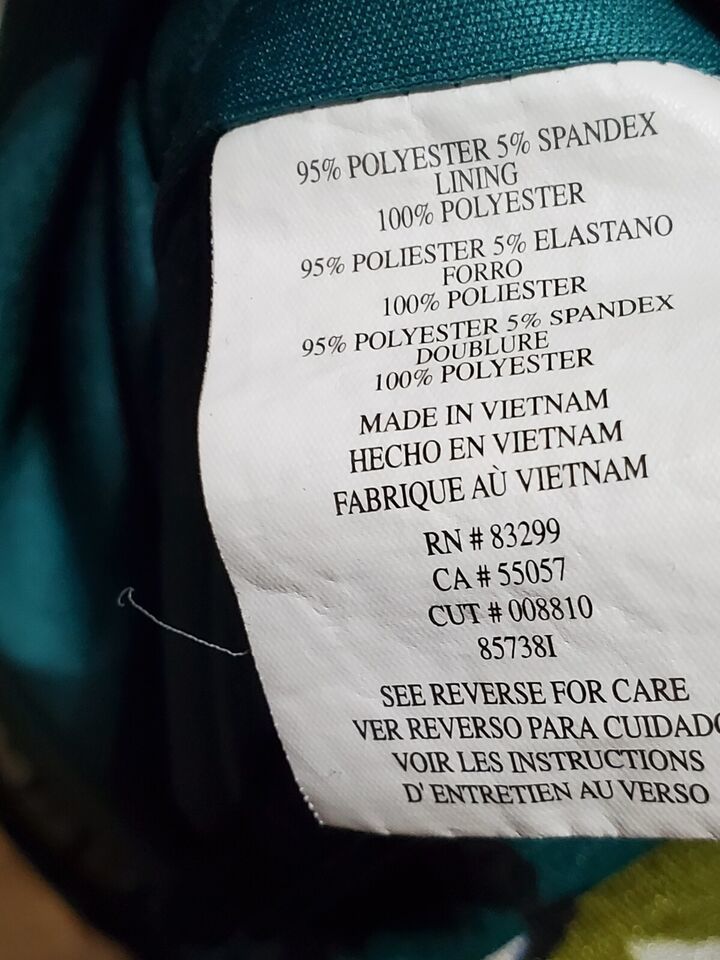 95% POLYESTER 5% SPANDEX
LINING
100% POLYESTER
95% POLIESTER 5% ELASTANO
FORRO
100% POLIESTER
95% POLYESTER 5% SPANDEX
DOUBLURE
100% POLYESTER
MADE IN VIETNAM
HECHO EN VIETNAM
FABRIQUE AÙ VIETNAM
RN # 83299
CA # 55057
CUT # 008810
85738I
SEE REVERSE FOR CARE
VER REVERSO PARA CUIDADO
VOIR LES INSTRUCTIONS
D' ENTRETIEN AU VERSO